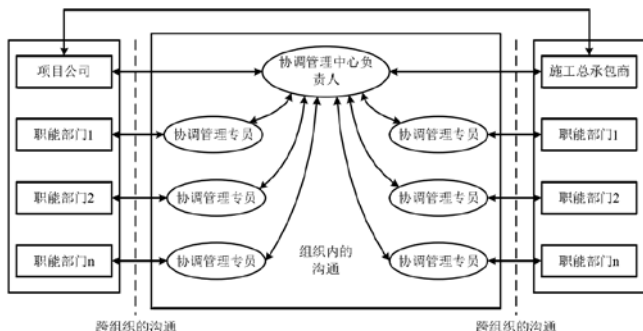 项目公司
协调管理中心负
责人
施工总承包商
职能部门1
协调管理专员
协调管理专员
职能部门1
职能部门2
协调管理专员
协调管理专员
职能部门2
职能部门n
协调管理专员
组织内的
沟通
协调管理专员
职能部门n
跨组织的沟通
跨组织的沟通